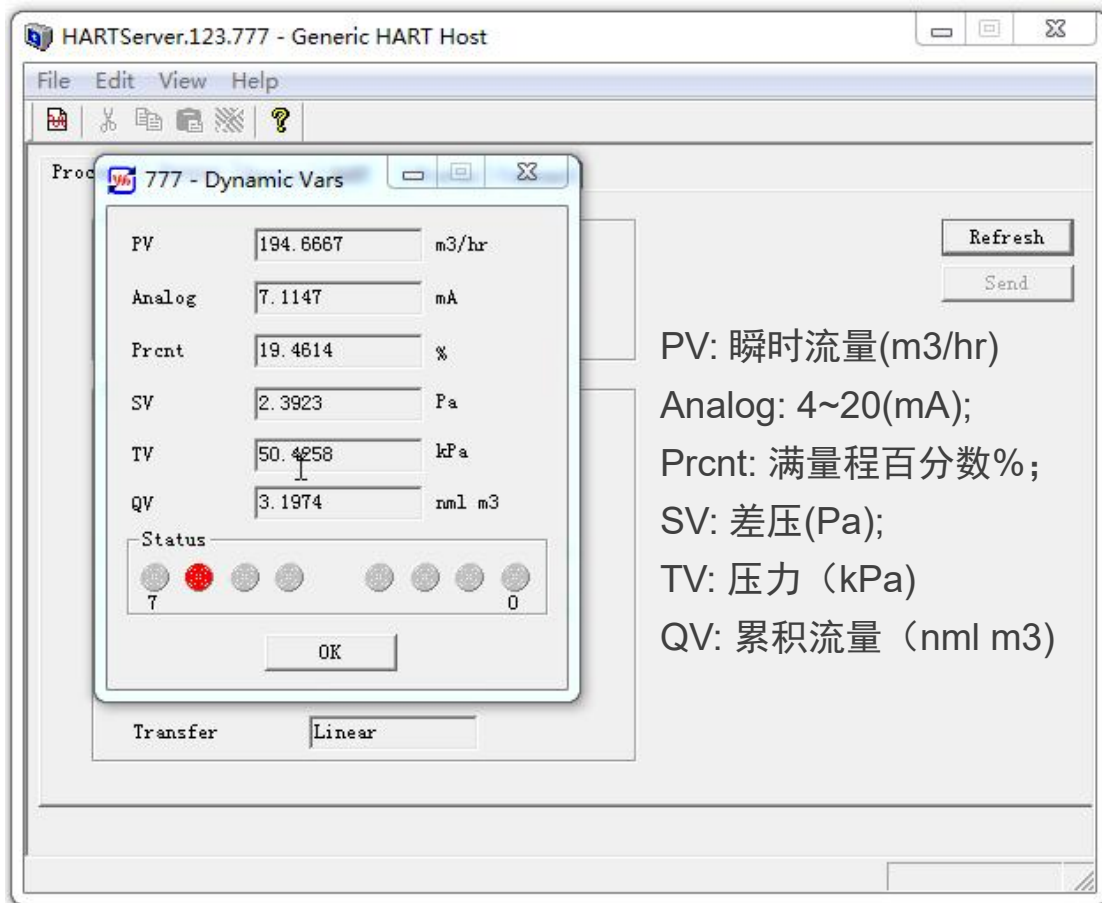 HARTServer.123.777 - Generic HART Host
File Edit View Help
Proc
777 - Dynamic Vars
PV 194.6667 m3/hr
Analog 7.1147 mA
Prcnt 19.4614 %
SV 2.3923 Pa
TV 50.4258 kPa
QV 3.1974 nml m3
Status
7 0
OK
Transfer Linear
Refresh
Send
PV: 瞬时流量(m3/hr)
Analog: 4~20(mA);
Prcnt: 满量程百分数%；
SV: 差压(Pa);
TV: 压力（kPa)
QV: 累积流量（nml m3)